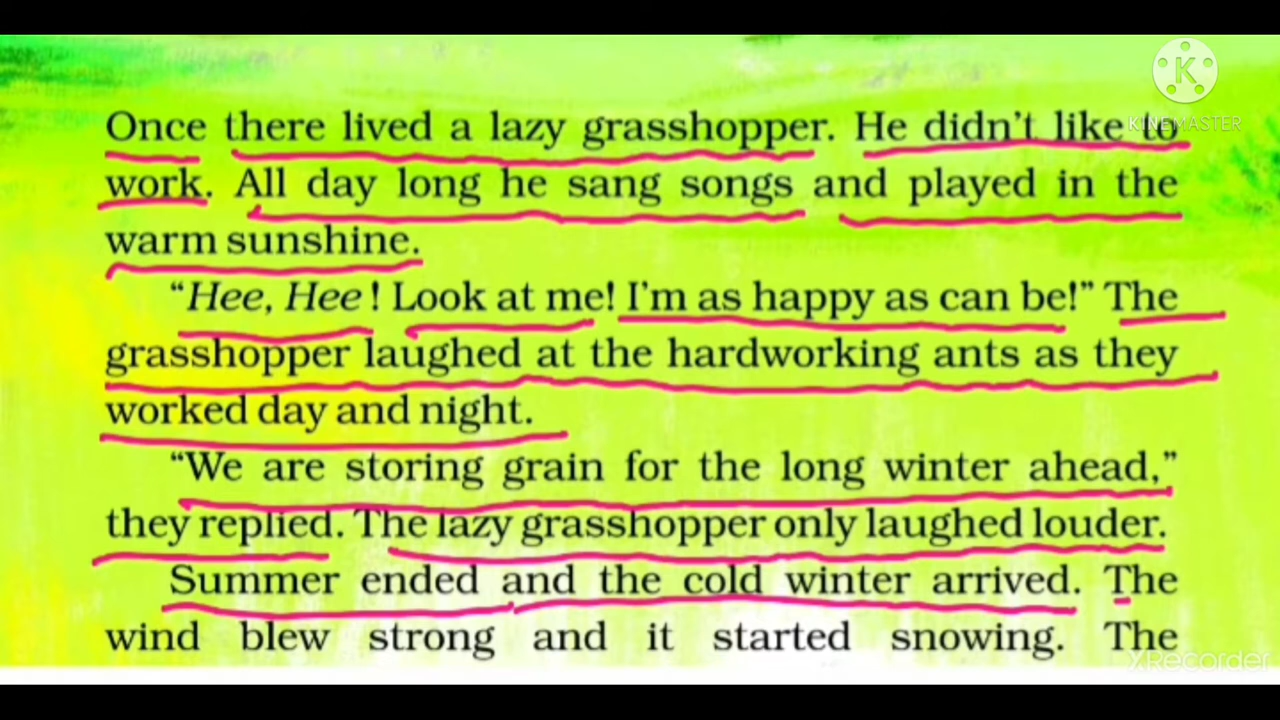 KINEMASTER
Once there lived a lazy grasshopper. He didn't like to
work. All day long he sang songs and played in the
warm sunshine.
“Hee, Hee! Look at me! I'm as happy as can be!” The
grasshopper laughed at the hardworking ants as they
worked day and night.
“We are storing grain for the long winter ahead,”
they replied. The lazy grasshopper only laughed louder.
Summer ended and the cold winter arrived. The
wind blew strong and it started snowing. The
XRecorder